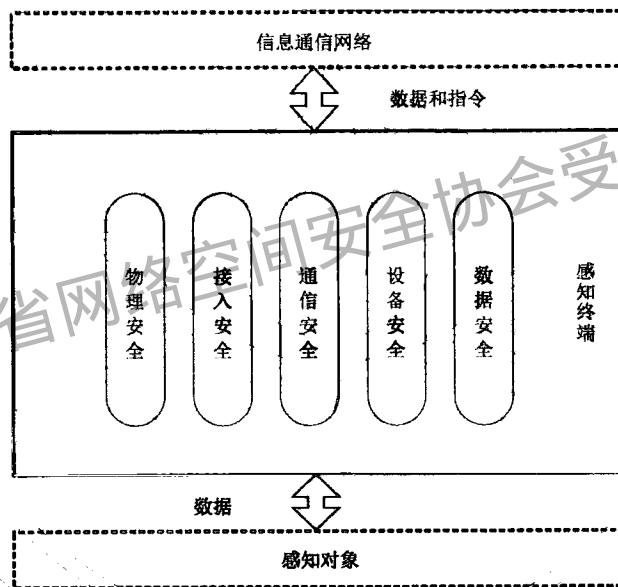 信息通信网络
数据和指令
物理安全
接入安全
通信安全
设备安全
数据安全
感知终端
省网络空间安全协会受
数据
感知对象